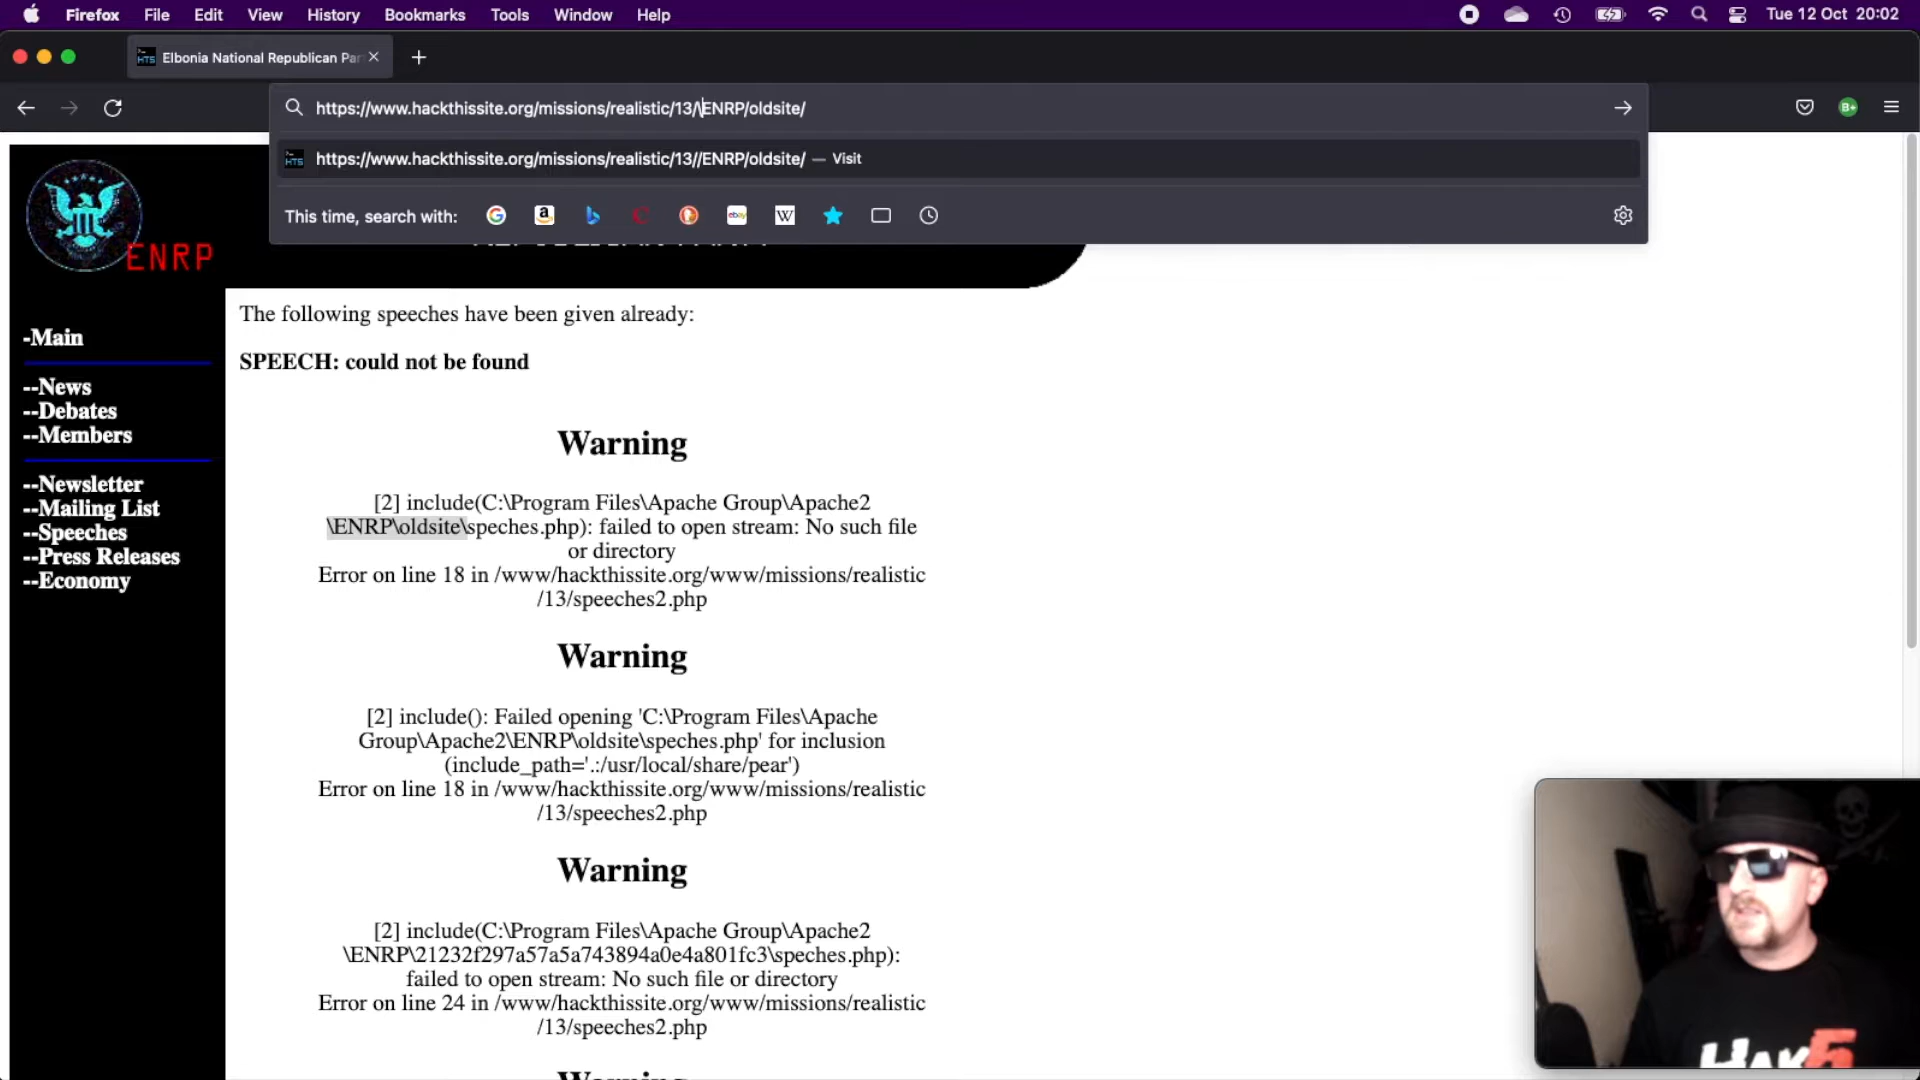 Firefox File Edit View History Bookmarks Tools Window Help Tue 12 Oct 20:02
HTS Elbonia National Republican Par
https://www.hackthissite.org/missions/realistic/13/\ENRP/oldsite/
B+
HTS https://www.hackthissite.org/missions/realistic/13//ENRP/oldsite/ — Visit
This time, search with: G a ebay W
ENRP
The following speeches have been given already:
-Main
SPEECH: could not be found
--News
--Debates
--Members
--Newsletter
--Mailing List
--Speeches
--Press Releases
--Economy
Warning
[2] include(C:\Program Files\Apache Group\Apache2
\ENRP\oldsite\speches.php): failed to open stream: No such file
or directory
Error on line 18 in /www/hackthissite.org/www/missions/realistic
/13/speeches2.php
Warning
[2] include(): Failed opening 'C:\Program Files\Apache
Group\Apache2\ENRP\oldsite\speches.php' for inclusion
(include_path='.:/usr/local/share/pear')
Error on line 18 in /www/hackthissite.org/www/missions/realistic
/13/speeches2.php
Warning
[2] include(C:\Program Files\Apache Group\Apache2
\ENRP\21232f297a57a5a743894a0e4a801fc3\speches.php):
failed to open stream: No such file or directory
Error on line 24 in /www/hackthissite.org/www/missions/realistic
/13/speeches2.php
Warning
HAK5